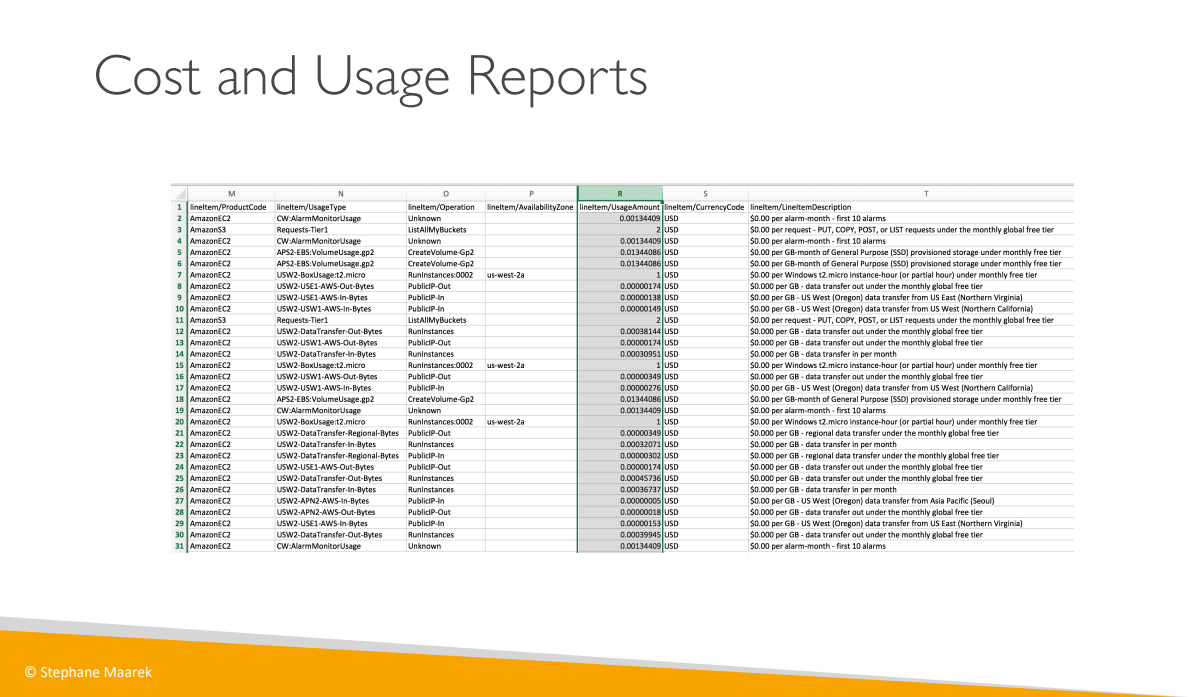 Cost and Usage Reports
M N O P R S T
1 lineItem/ProductCode lineItem/UsageType lineItem/Operation lineItem/AvailabilityZone lineItem/UsageAmount lineItem/CurrencyCode lineItem/LineItemDescription
2 AmazonEC2 CW:AlarmMonitorUsage Unknown 0.00134409 USD $0.00 per alarm-month - first 10 alarms
3 AmazonS3 Requests-Tier1 ListAllMyBuckets 2 USD $0.00 per request - PUT, COPY, POST, or LIST requests under the monthly global free tier
4 AmazonEC2 CW:AlarmMonitorUsage Unknown 0.00134409 USD $0.00 per alarm-month - first 10 alarms
5 AmazonEC2 APS2-EBS:VolumeUsage.gp2 CreateVolume-Gp2 0.01344086 USD $0.00 per GB-month of General Purpose (SSD) provisioned storage under monthly free tier
6 AmazonEC2 APS2-EBS:VolumeUsage.gp2 CreateVolume-Gp2 0.01344086 USD $0.00 per GB-month of General Purpose (SSD) provisioned storage under monthly free tier
7 AmazonEC2 USW2-BoxUsage:t2.micro RunInstances:0002 us-west-2a 1 USD $0.00 per Windows t2.micro instance-hour (or partial hour) under monthly free tier
8 AmazonEC2 USW2-USE1-AWS-Out-Bytes PublicIP-Out 0.00000174 USD $0.000 per GB - data transfer out under the monthly global free tier
9 AmazonEC2 USW2-USE1-AWS-In-Bytes PublicIP-In 0.00000138 USD $0.00 per GB - US West (Oregon) data transfer from US East (Northern Virginia)
10 AmazonEC2 USW2-USW1-AWS-In-Bytes PublicIP-In 0.00000149 USD $0.00 per GB - US West (Oregon) data transfer from US West (Northern California)
11 AmazonS3 Requests-Tier1 ListAllMyBuckets 2 USD $0.00 per request - PUT, COPY, POST, or LIST requests under the monthly global free tier
12 AmazonEC2 USW2-DataTransfer-Out-Bytes RunInstances 0.00038144 USD $0.000 per GB - data transfer out under the monthly global free tier
13 AmazonEC2 USW2-USW1-AWS-Out-Bytes PublicIP-Out 0.00000174 USD $0.000 per GB - data transfer out under the monthly global free tier
14 AmazonEC2 USW2-DataTransfer-In-Bytes RunInstances 0.00030951 USD $0.000 per GB - data transfer in per month
15 AmazonEC2 USW2-BoxUsage:t2.micro RunInstances:0002 us-west-2a 1 USD $0.00 per Windows t2.micro instance-hour (or partial hour) under monthly free tier
16 AmazonEC2 USW2-USW1-AWS-Out-Bytes PublicIP-Out 0.00000349 USD $0.000 per GB - data transfer out under the monthly global free tier
17 AmazonEC2 USW2-USW1-AWS-In-Bytes PublicIP-In 0.00000276 USD $0.00 per GB - US West (Oregon) data transfer from US West (Northern California)
18 AmazonEC2 APS2-EBS:VolumeUsage.gp2 CreateVolume-Gp2 0.01344086 USD $0.00 per GB-month of General Purpose (SSD) provisioned storage under monthly free tier
19 AmazonEC2 CW:AlarmMonitorUsage Unknown 0.00134409 USD $0.00 per alarm-month - first 10 alarms
20 AmazonEC2 USW2-BoxUsage:t2.micro RunInstances:0002 us-west-2a 1 USD $0.00 per Windows t2.micro instance-hour (or partial hour) under monthly free tier
21 AmazonEC2 USW2-DataTransfer-Regional-Bytes PublicIP-Out 0.00000349 USD $0.000 per GB - regional data transfer under the monthly global free tier
22 AmazonEC2 USW2-DataTransfer-In-Bytes RunInstances 0.00032071 USD $0.000 per GB - data transfer in per month
23 AmazonEC2 USW2-DataTransfer-Regional-Bytes PublicIP-In 0.00000302 USD $0.000 per GB - regional data transfer under the monthly global free tier
24 AmazonEC2 USW2-USE1-AWS-Out-Bytes PublicIP-Out 0.00000174 USD $0.000 per GB - data transfer out under the monthly global free tier
25 AmazonEC2 USW2-DataTransfer-Out-Bytes RunInstances 0.00045736 USD $0.000 per GB - data transfer out under the monthly global free tier
26 AmazonEC2 USW2-DataTransfer-In-Bytes RunInstances 0.00036737 USD $0.000 per GB - data transfer in per month
27 AmazonEC2 USW2-APN2-AWS-In-Bytes PublicIP-In 0.00000005 USD $0.00 per GB - US West (Oregon) data transfer from Asia Pacific (Seoul)
28 AmazonEC2 USW2-APN2-AWS-Out-Bytes PublicIP-Out 0.00000018 USD $0.000 per GB - data transfer out under the monthly global free tier
29 AmazonEC2 USW2-USE1-AWS-In-Bytes PublicIP-In 0.00000153 USD $0.00 per GB - US West (Oregon) data transfer from US East (Northern Virginia)
30 AmazonEC2 USW2-DataTransfer-Out-Bytes RunInstances 0.00039945 USD $0.000 per GB - data transfer out under the monthly global free tier
31 AmazonEC2 CW:AlarmMonitorUsage Unknown 0.00134409 USD $0.00 per alarm-month - first 10 alarms
© Stephane Maarek